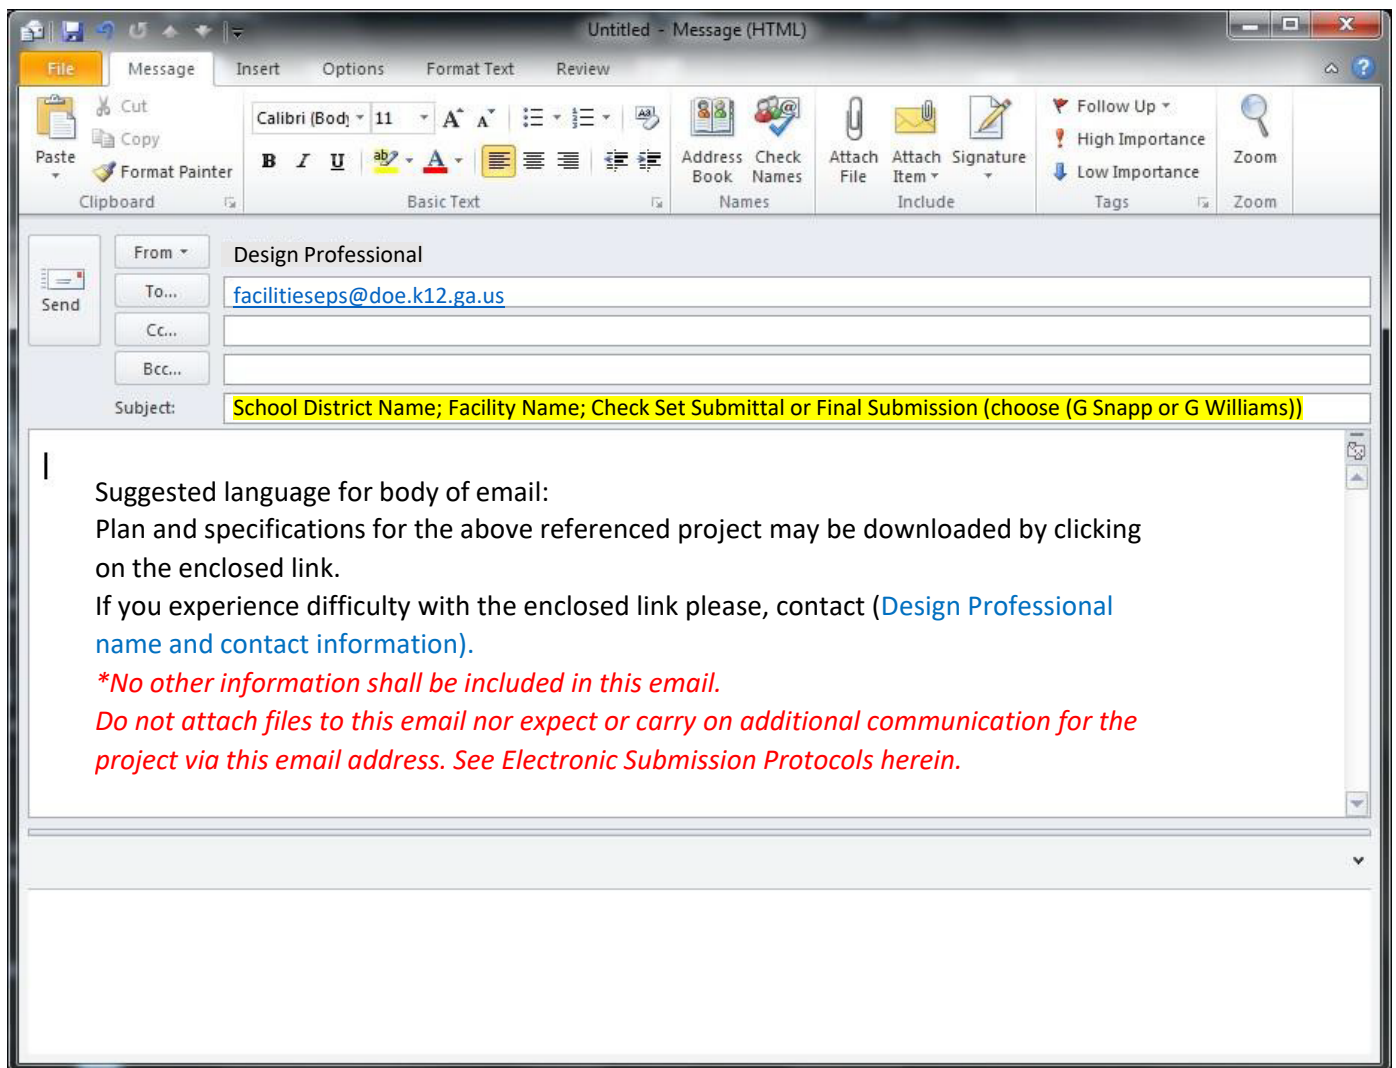 Untitled - Message (HTML)
File Message Insert Options Format Text Review
Cut
Copy
Paste
Format Painter
Clipboard
Calibri (Body 11
B I U
Basic Text
Address Book
Check Names
Names
Attach File
Attach Item
Signature
Include
Follow Up
High Importance
Low Importance
Tags
Zoom
Zoom
Send
From Design Professional
To... facilitieseps@doe.k12.ga.us
Cc...
Bcc...
Subject: School District Name; Facility Name; Check Set Submittal or Final Submission (choose (G Snapp or G Williams))
Suggested language for body of email:
Plan and specifications for the above referenced project may be downloaded by clicking
on the enclosed link.
If you experience difficulty with the enclosed link please, contact (Design Professional
name and contact information).
*No other information shall be included in this email.
Do not attach files to this email nor expect or carry on additional communication for the
project via this email address. See Electronic Submission Protocols herein.